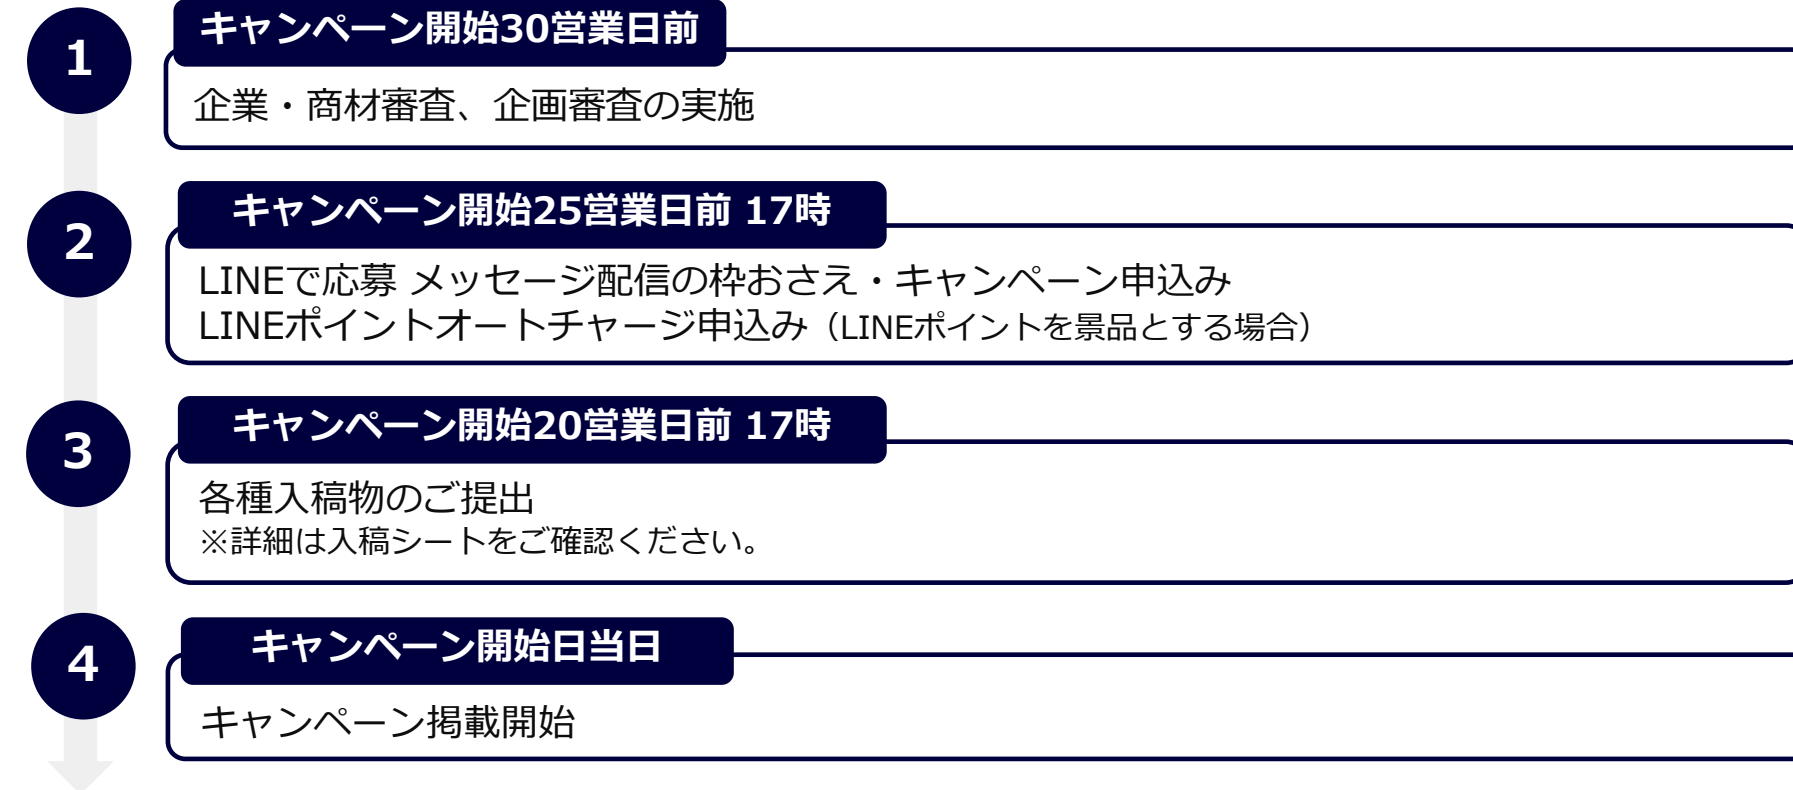 1
キャンペーン開始30営業日前
企業・商材審査、企画審査の実施
2
キャンペーン開始25営業日前 17時
LINEで応募 メッセージ配信の枠おさえ・キャンペーン申込み
LINEポイントオートチャージ申込み（LINEポイントを景品とする場合）
3
キャンペーン開始20営業日前 17時
各種入稿物のご提出
※詳細は入稿シートをご確認ください。
4
キャンペーン開始日当日
キャンペーン掲載開始